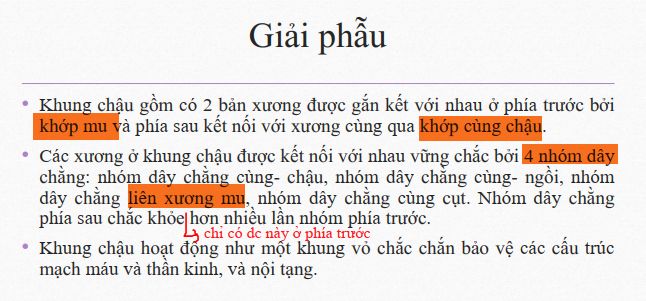 Giải phẫu
• Khung chậu gồm có 2 bản xương được gắn kết với nhau ở phía trước bởi
khớp mu và phía sau kết nối với xương cùng qua khớp cùng chậu.
• Các xương ở khung chậu được kết nối với nhau vững chắc bởi 4 nhóm dây
chằng: nhóm dây chằng cùng- chậu, nhóm dây chằng cùng- ngồi, nhóm
dây chằng liên xương mu, nhóm dây chằng cùng cụt. Nhóm dây chằng
phía sau chắc khỏe hơn nhiều lần nhóm phía trước.
chỉ có dc này ở phía trước
• Khung chậu hoạt động như một khung vỏ chắc chắn bảo vệ các cấu trúc
mạch máu và thần kinh, và nội tạng.